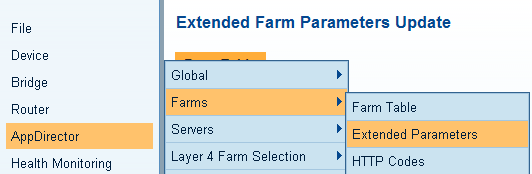 Extended Farm Parameters Update
File
Device
Bridge
Router
AppDirector
Health Monitoring
Global
Farms
Servers
Layer 4 Farm Selection
Farm Table
Extended Parameters
HTTP Codes